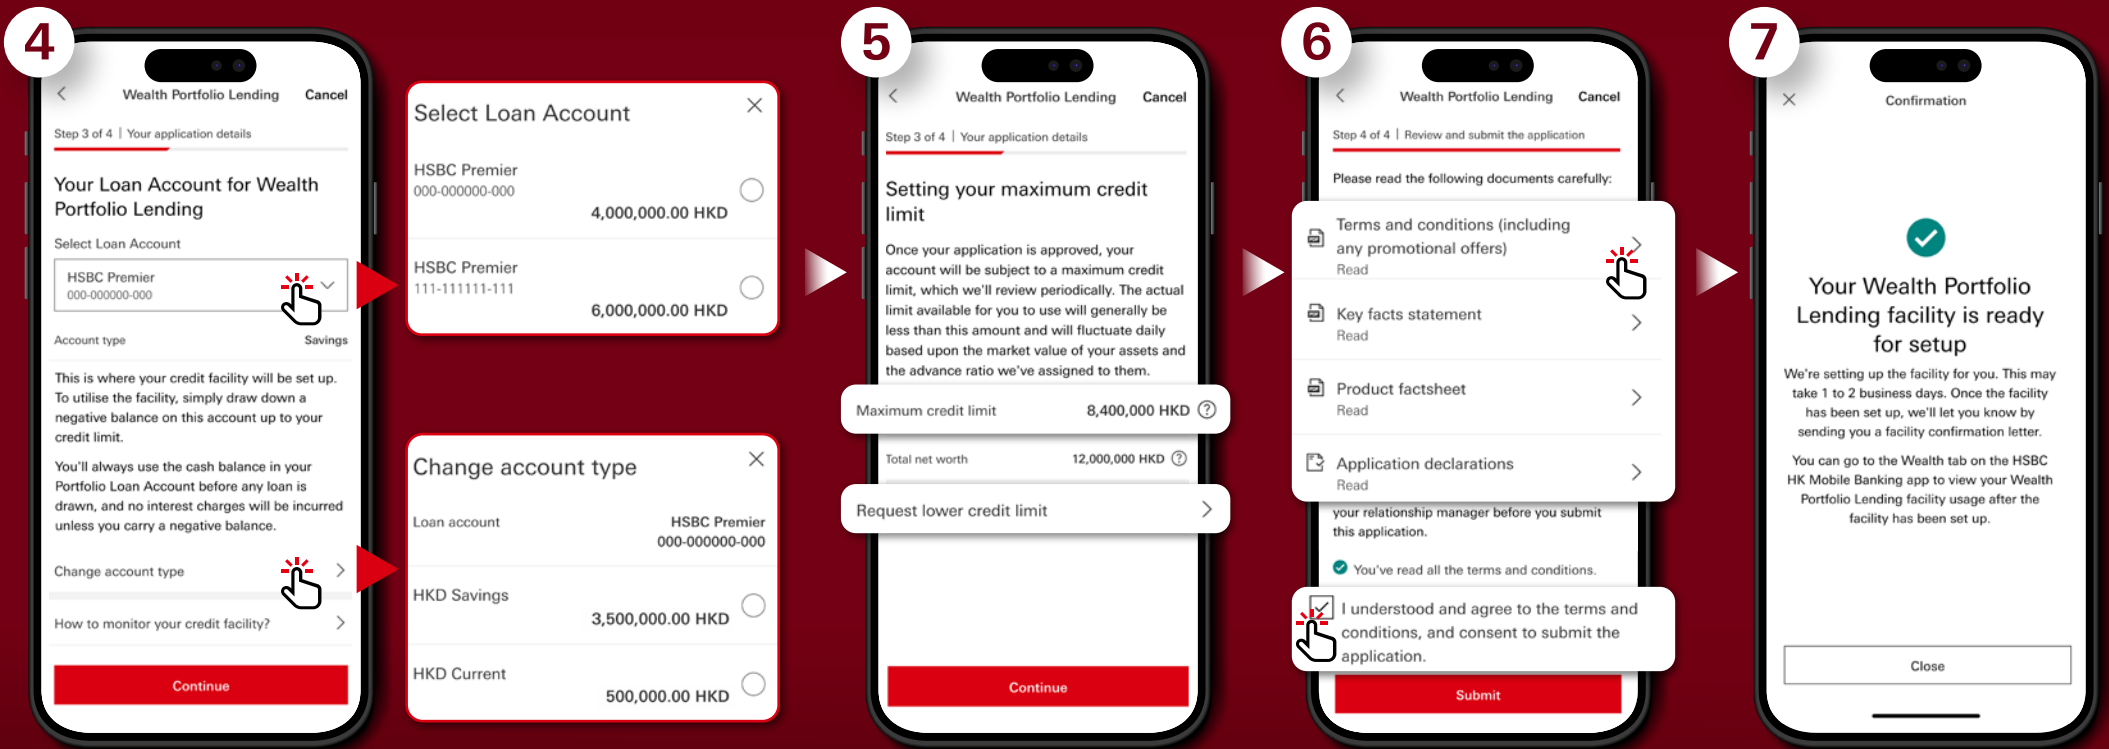 4
Wealth Portfolio Lending
Cancel
Step 3 of 4 | Your application details
Your Loan Account for Wealth
Portfolio Lending
Select Loan Account
HSBC Premier
000-000000-000
Account type
Savings
This is where your credit facility will be set up.
To utilise the facility, simply draw down a
negative balance on this account up to your
credit limit.
You'll always use the cash balance in your
Portfolio Loan Account before any loan is
drawn, and no interest charges will be incurred
unless you carry a negative balance.
Change account type
How to monitor your credit facility?
Continue
Select Loan Account
HSBC Premier
000-000000-000
4,000,000.00 HKD
HSBC Premier
111-111111-111
6,000,000.00 HKD
Change account type
Loan account
HSBC Premier
000-000000-000
HKD Savings
3,500,000.00 HKD
HKD Current
500,000.00 HKD
5
Wealth Portfolio Lending
Cancel
Step 3 of 4 | Your application details
Setting your maximum credit
limit
Once your application is approved, your
account will be subject to a maximum credit
limit, which we'll review periodically. The actual
limit available for you to use will generally be
less than this amount and will fluctuate daily
based upon the market value of your assets and
the advance ratio we've assigned to them.
Maximum credit limit
8,400,000 HKD ?
Total net worth
12,000,000 HKD ?
Request lower credit limit
Continue
6
Wealth Portfolio Lending
Cancel
Step 4 of 4 | Review and submit the application
Please read the following documents carefully:
Terms and conditions (including
any promotional offers)
Read
Key facts statement
Read
Product factsheet
Read
Application declarations
Read
your relationship manager before you submit
this application.
You've read all the terms and conditions.
I understood and agree to the terms and
conditions, and consent to submit the
application.
Submit
7
Confirmation
Your Wealth Portfolio
Lending facility is ready
for setup
We're setting up the facility for you. This may
take 1 to 2 business days. Once the facility
has been set up, we'll let you know by
sending you a facility confirmation letter.
You can go to the Wealth tab on the HSBC
HK Mobile Banking app to view your Wealth
Portfolio Lending facility usage after the
facility has been set up.
Close